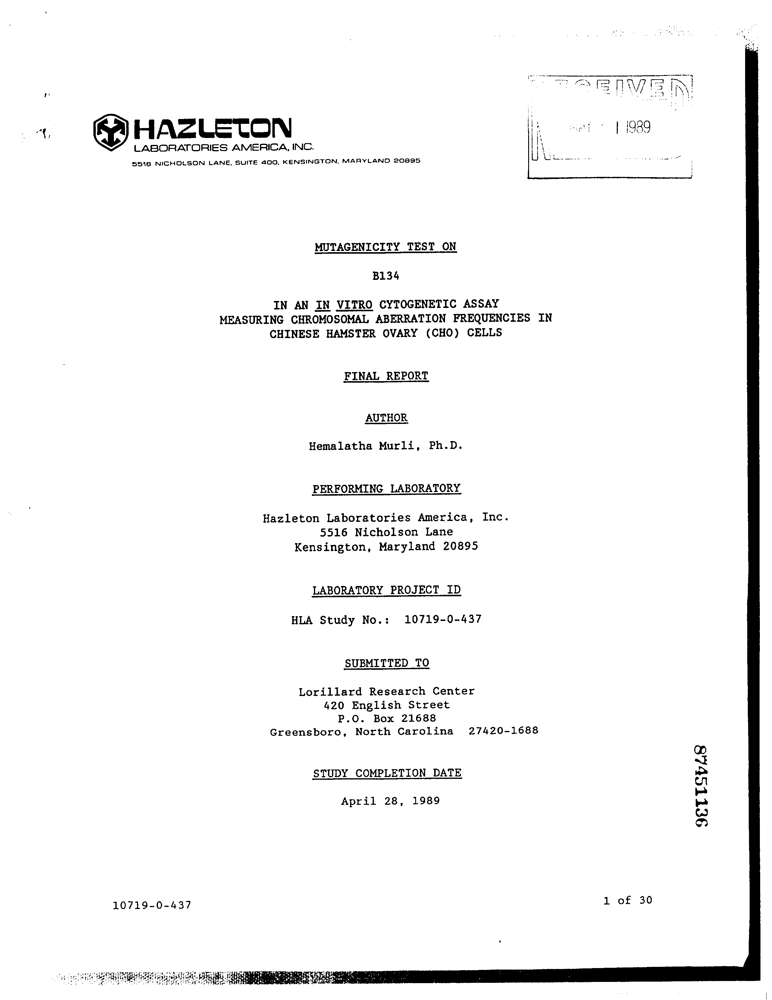 RECEIVED
1 1989
HAZLETON
LABORATORIES AMERICA, INC.
5516 NICHOLSON LANE, SUITE 400, KENSINGTON, MARYLAND 20895
MUTAGENICITY TEST ON
B134
IN AN IN VITRO CYTOGENETIC ASSAY
MEASURING CHROMOSOMAL ABERRATION FREQUENCIES IN
CHINESE HAMSTER OVARY (CHO) CELLS
FINAL REPORT
AUTHOR
Hemalatha Murli, Ph.D.
PERFORMING LABORATORY
Hazleton Laboratories America, Inc.
5516 Nicholson Lane
Kensington, Maryland 20895
LABORATORY PROJECT ID
HLA Study No.: 10719-0-437
SUBMITTED TO
Lorillard Research Center
420 English Street
P.O. Box 21688
Greensboro, North Carolina 27420-1688
STUDY COMPLETION DATE
April 28, 1989
87451136
10719-0-437
1 of 30